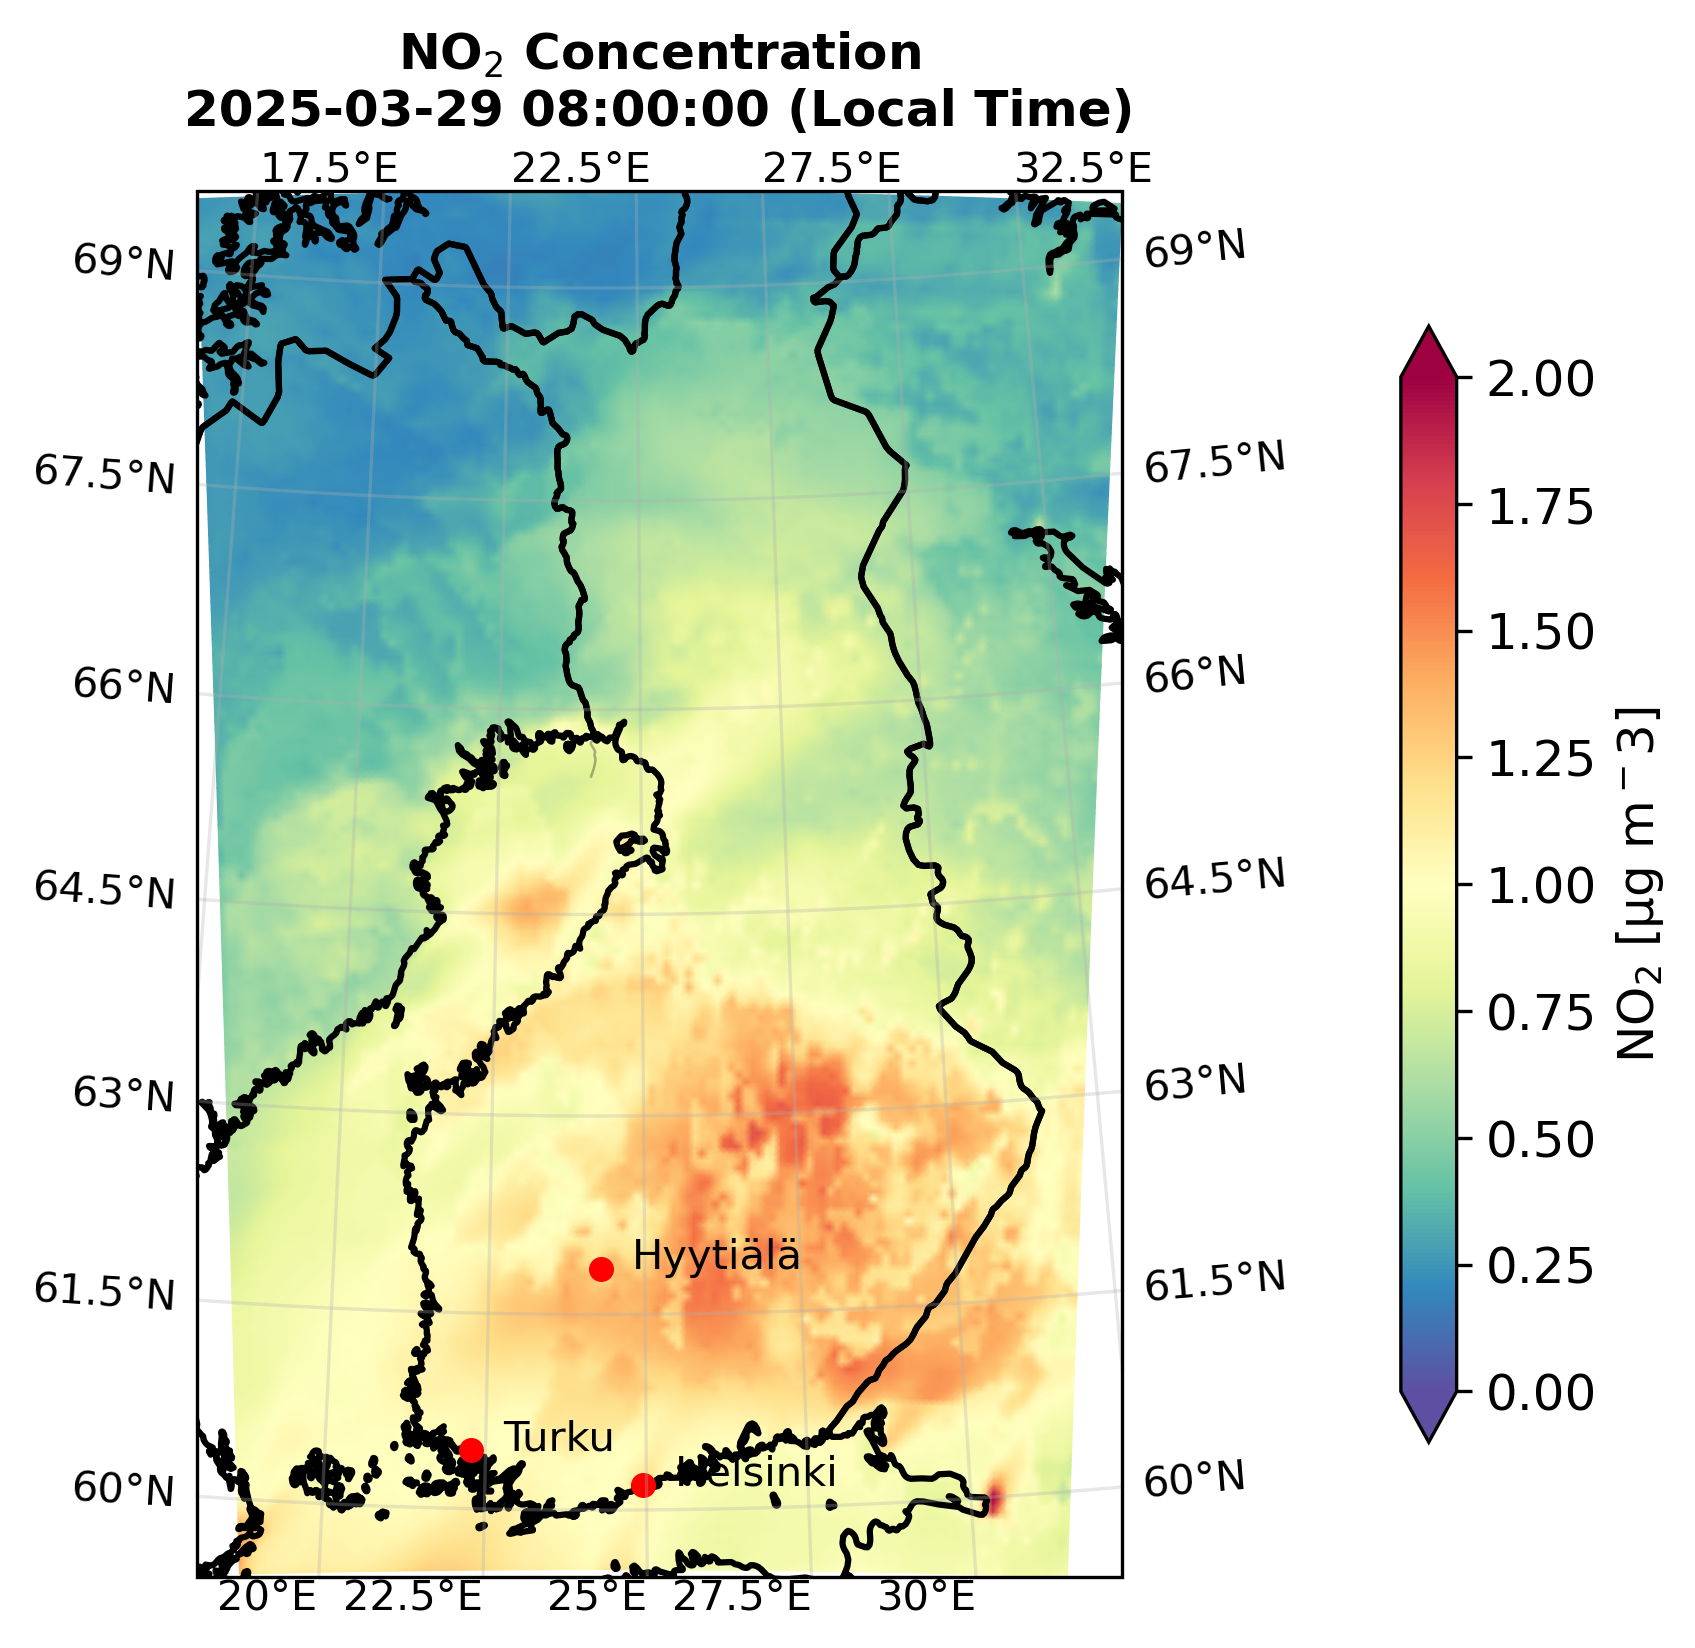 NO₂ Concentration
2025-03-29 08:00:00 (Local Time)
17.5°E 22.5°E 27.5°E 32.5°E
69°N 69°N
67.5°N 67.5°N
66°N 66°N
64.5°N 64.5°N
63°N 63°N
61.5°N 61.5°N
60°N 60°N
Hyytiälä
Turku
Helsinki
20°E 22.5°E 25°E 27.5°E 30°E
2.00
1.75
1.50
1.25
1.00
0.75
0.50
0.25
0.00
NO₂ [µg m⁻3]